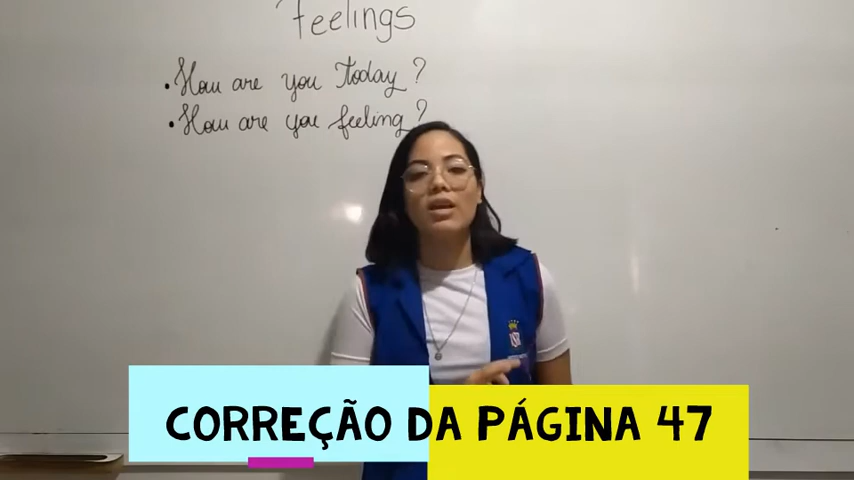 Feelings
• How are you Today?
• How are you feeling?
CORREÇÃO DA PÁGINA 47